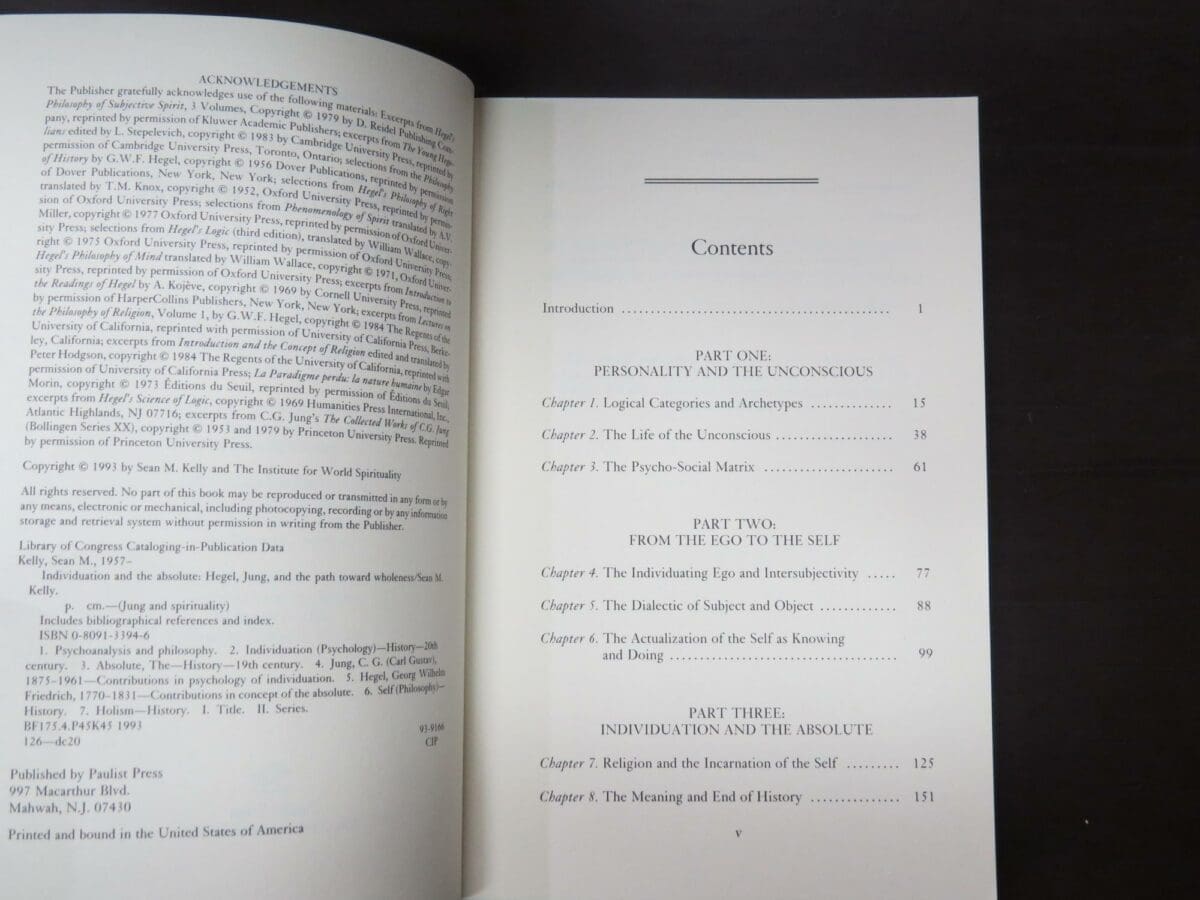 ACKNOWLEDGEMENTS
The Publisher gratefully acknowledges use of the following materials: Excerpts from Hegel's
Philosophy of Subjective Spirit, 3 Volumes, Copyright © 1979 by D. Reidel Publishing Com-
pany, reprinted by permission of Kluwer Academic Publishers; excerpts from The Young Hege-
lians edited by L. Stepelevich, copyright © 1983 by Cambridge University Press, reprinted by
permission of Cambridge University Press, Toronto, Ontario; selections from the Philosophy
of History by G.W.F. Hegel, copyright © 1956 Dover Publications, reprinted by permission
of Dover Publications, New York, New York; selections from Hegel's Philosophy of Right
translated by T.M. Knox, copyright © 1952, Oxford University Press, reprinted by permis-
sion of Oxford University Press; selections from Phenomenology of Spirit translated by A.V.
Miller, copyright © 1977 Oxford University Press, reprinted by permission of Oxford Univer-
sity Press; selections from Hegel's Logic (third edition), translated by William Wallace, copy-
right © 1975 Oxford University Press, reprinted by permission of Oxford University Press;
Hegel's Philosophy of Mind translated by William Wallace, copyright © 1971, Oxford Univer-
sity Press, reprinted by permission of Oxford University Press; excerpts from Introduction to
the Readings of Hegel by A. Kojève, copyright © 1969 by Cornell University Press, reprinted
by permission of HarperCollins Publishers, New York, New York; excerpts from Lectures on
the Philosophy of Religion, Volume 1, by G.W.F. Hegel, copyright © 1984 The Regents of the
University of California, reprinted with permission of University of California Press, Berke-
ley, California; excerpts from Introduction and the Concept of Religion edited and translated by
Peter Hodgson, copyright © 1984 The Regents of the University of California, reprinted with
permission of University of California Press; La Paradigme perdu: la nature humaine by Edgar
Morin, copyright © 1973 Éditions du Seuil, reprinted by permission of Éditions du Seuil,
excerpts from Hegel's Science of Logic, copyright © 1969 Humanities Press International, Inc.,
Atlantic Highlands, NJ 07716; excerpts from C.G. Jung's The Collected Works of C.G. Jung
(Bollingen Series XX), copyright © 1953 and 1979 by Princeton University Press. Reprinted
by permission of Princeton University Press.
Copyright © 1993 by Sean M. Kelly and The Institute for World Spirituality
All rights reserved. No part of this book may be reproduced or transmitted in any form or by
any means, electronic or mechanical, including photocopying, recording or by any information
storage and retrieval system without permission in writing from the Publisher.
Library of Congress Cataloging-in-Publication Data
Kelly, Sean M., 1957–
Individuation and the absolute: Hegel, Jung, and the path toward wholeness/Sean M.
Kelly.
p. cm.—(Jung and spirituality)
Includes bibliographical references and index.
ISBN 0-8091-3394-6
1. Psychoanalysis and philosophy. 2. Individuation (Psychology)—History—20th
century. 3. Absolute, The—History—19th century. 4. Jung, C. G. (Carl Gustav),
1875–1961—Contributions in psychology of individuation. 5. Hegel, Georg Wilhelm
Friedrich, 1770–1831—Contributions in concept of the absolute. 6. Self (Philosophy)—
History. 7. Holism—History. I. Title. II. Series.
BF175.4.P45K45 1993
126—dc20 93-9166
CIP
Published by Paulist Press
997 Macarthur Blvd.
Mahwah, N.J. 07430
Printed and bound in the United States of America
Contents
Introduction ............................................. 1
PART ONE:
PERSONALITY AND THE UNCONSCIOUS
Chapter 1. Logical Categories and Archetypes .............. 15
Chapter 2. The Life of the Unconscious .................... 38
Chapter 3. The Psycho-Social Matrix ...................... 61
PART TWO:
FROM THE EGO TO THE SELF
Chapter 4. The Individuating Ego and Intersubjectivity ..... 77
Chapter 5. The Dialectic of Subject and Object ............. 88
Chapter 6. The Actualization of the Self as Knowing
and Doing ...................................... 99
PART THREE:
INDIVIDUATION AND THE ABSOLUTE
Chapter 7. Religion and the Incarnation of the Self ......... 125
Chapter 8. The Meaning and End of History ............... 151
v